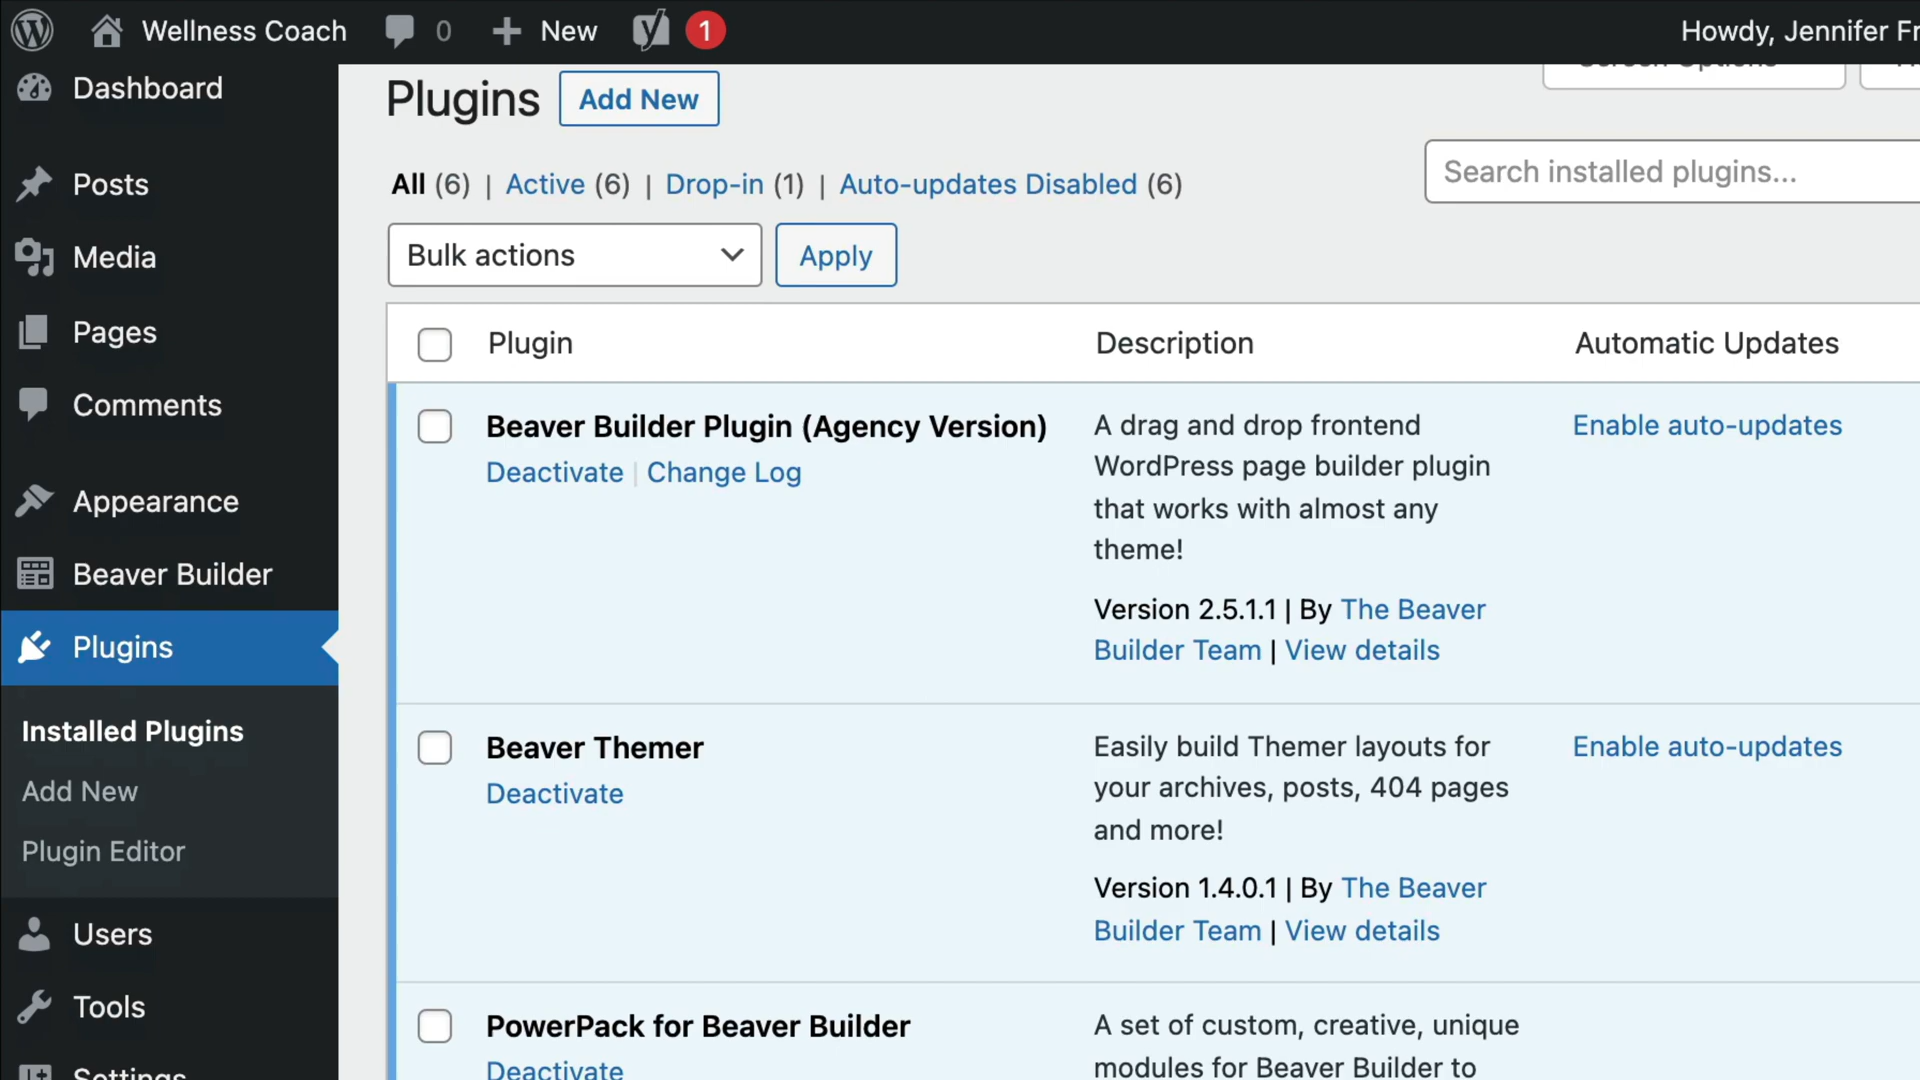 Wellness Coach 0 New 1 Howdy, Jennifer Fr
Dashboard
Posts
Media
Pages
Comments
Appearance
Beaver Builder
Plugins
Installed Plugins
Add New
Plugin Editor
Users
Tools
Settings
Plugins Add New
Screen Options
All (6) | Active (6) | Drop-in (1) | Auto-updates Disabled (6)
Search installed plugins...
Bulk actions Apply
Plugin Description Automatic Updates
Beaver Builder Plugin (Agency Version)
Deactivate | Change Log
A drag and drop frontend
WordPress page builder plugin
that works with almost any
theme!
Version 2.5.1.1 | By The Beaver
Builder Team | View details
Enable auto-updates
Beaver Themer
Deactivate
Easily build Themer layouts for
your archives, posts, 404 pages
and more!
Version 1.4.0.1 | By The Beaver
Builder Team | View details
Enable auto-updates
PowerPack for Beaver Builder
Deactivate
A set of custom, creative, unique
modules for Beaver Builder to